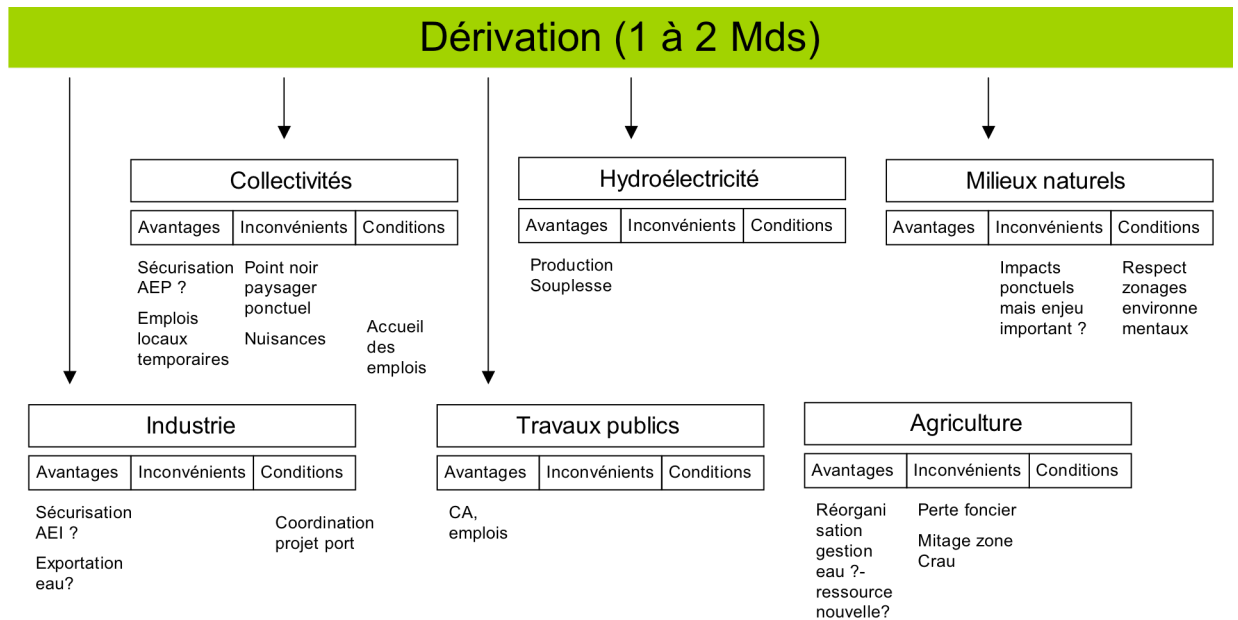 Dérivation (1 à 2 Mds)
Collectivités
Avantages
Inconvénients
Conditions
Sécurisation
AEP ?
Emplois
locaux
temporaires
Point noir
paysager
ponctuel
Nuisances
Accueil
des
emplois
Hydroélectricité
Avantages
Inconvénients
Conditions
Production
Souplesse
Milieux naturels
Avantages
Inconvénients
Conditions
Impacts
ponctuels
mais enjeu
important ?
Respect
zonages
environne
mentaux
Industrie
Avantages
Inconvénients
Conditions
Sécurisation
AEI ?
Exportation
eau?
Coordination
projet port
Travaux publics
Avantages
Inconvénients
Conditions
CA,
emplois
Agriculture
Avantages
Inconvénients
Conditions
Réorgani
sation
gestion
eau ?-
ressource
nouvelle?
Perte foncier
Mitage zone
Crau